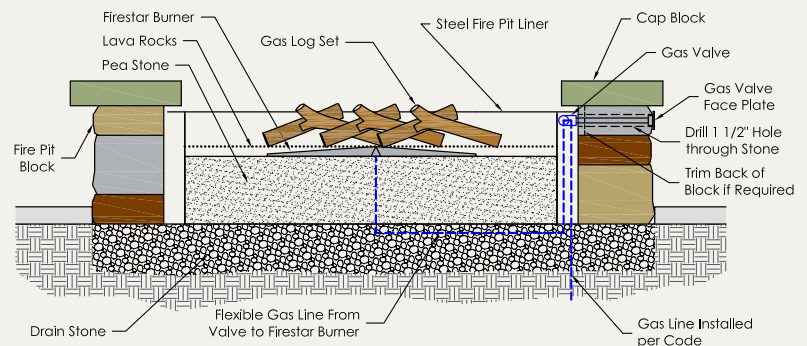 Firestar Burner
Lava Rocks
Pea Stone
Gas Log Set
Steel Fire Pit Liner
Cap Block
Gas Valve
Gas Valve
Face Plate
Drill 1 1/2" Hole
through Stone
Trim Back of
Block if Required
Fire Pit
Block
Drain Stone
Flexible Gas Line From
Valve to Firestar Burner
Gas Line Installed
per Code